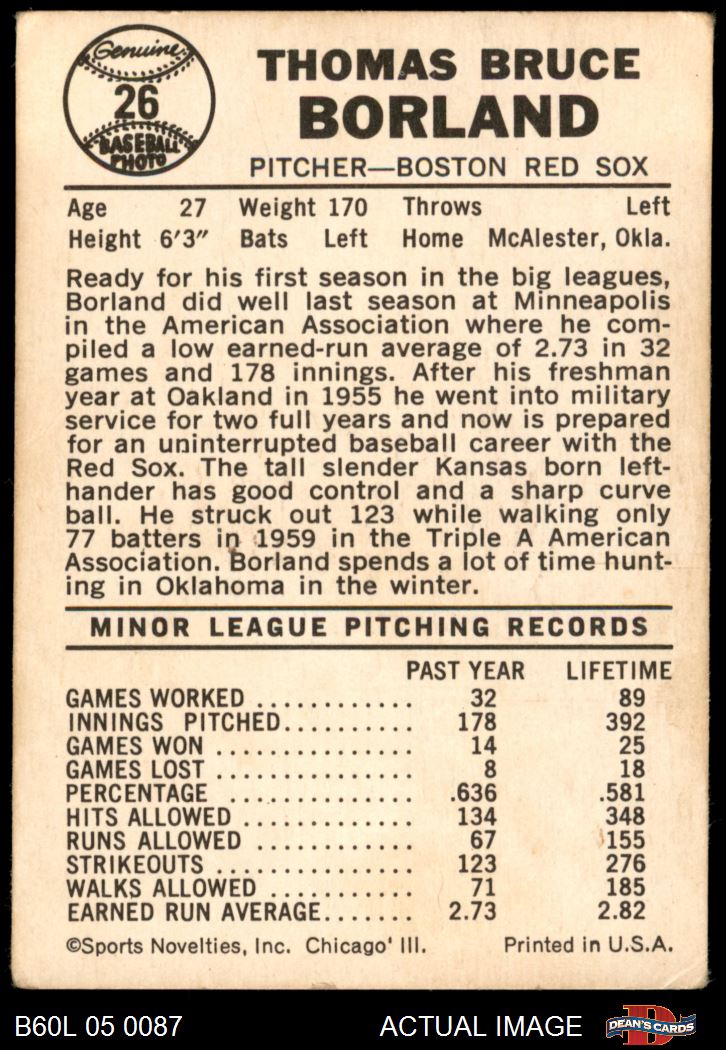 Genuine
26
BASEBALL
PHOTO
THOMAS BRUCE
BORLAND
PITCHER—BOSTON RED SOX
Age 27 Weight 170 Throws Left
Height 6'3" Bats Left Home McAlester, Okla.
Ready for his first season in the big leagues,
Borland did well last season at Minneapolis
in the American Association where he com-
piled a low earned-run average of 2.73 in 32
games and 178 innings. After his freshman
year at Oakland in 1955 he went into military
service for two full years and now is prepared
for an uninterrupted baseball career with the
Red Sox. The tall slender Kansas born left-
hander has good control and a sharp curve
ball. He struck out 123 while walking only
77 batters in 1959 in the Triple A American
Association. Borland spends a lot of time hunt-
ing in Oklahoma in the winter.
MINOR LEAGUE PITCHING RECORDS
PAST YEAR LIFETIME
GAMES WORKED ............ 32 89
INNINGS PITCHED.......... 178 392
GAMES WON ............... 14 25
GAMES LOST .............. 8 18
PERCENTAGE .............. .636 .581
HITS ALLOWED ............ 134 348
RUNS ALLOWED ............ 67 155
STRIKEOUTS .............. 123 276
WALKS ALLOWED ........... 71 185
EARNED RUN AVERAGE....... 2.73 2.82
©Sports Novelties, Inc. Chicago' Ill. Printed in U.S.A.
B60L 05 0087 ACTUAL IMAGE DEAN'S CARDS